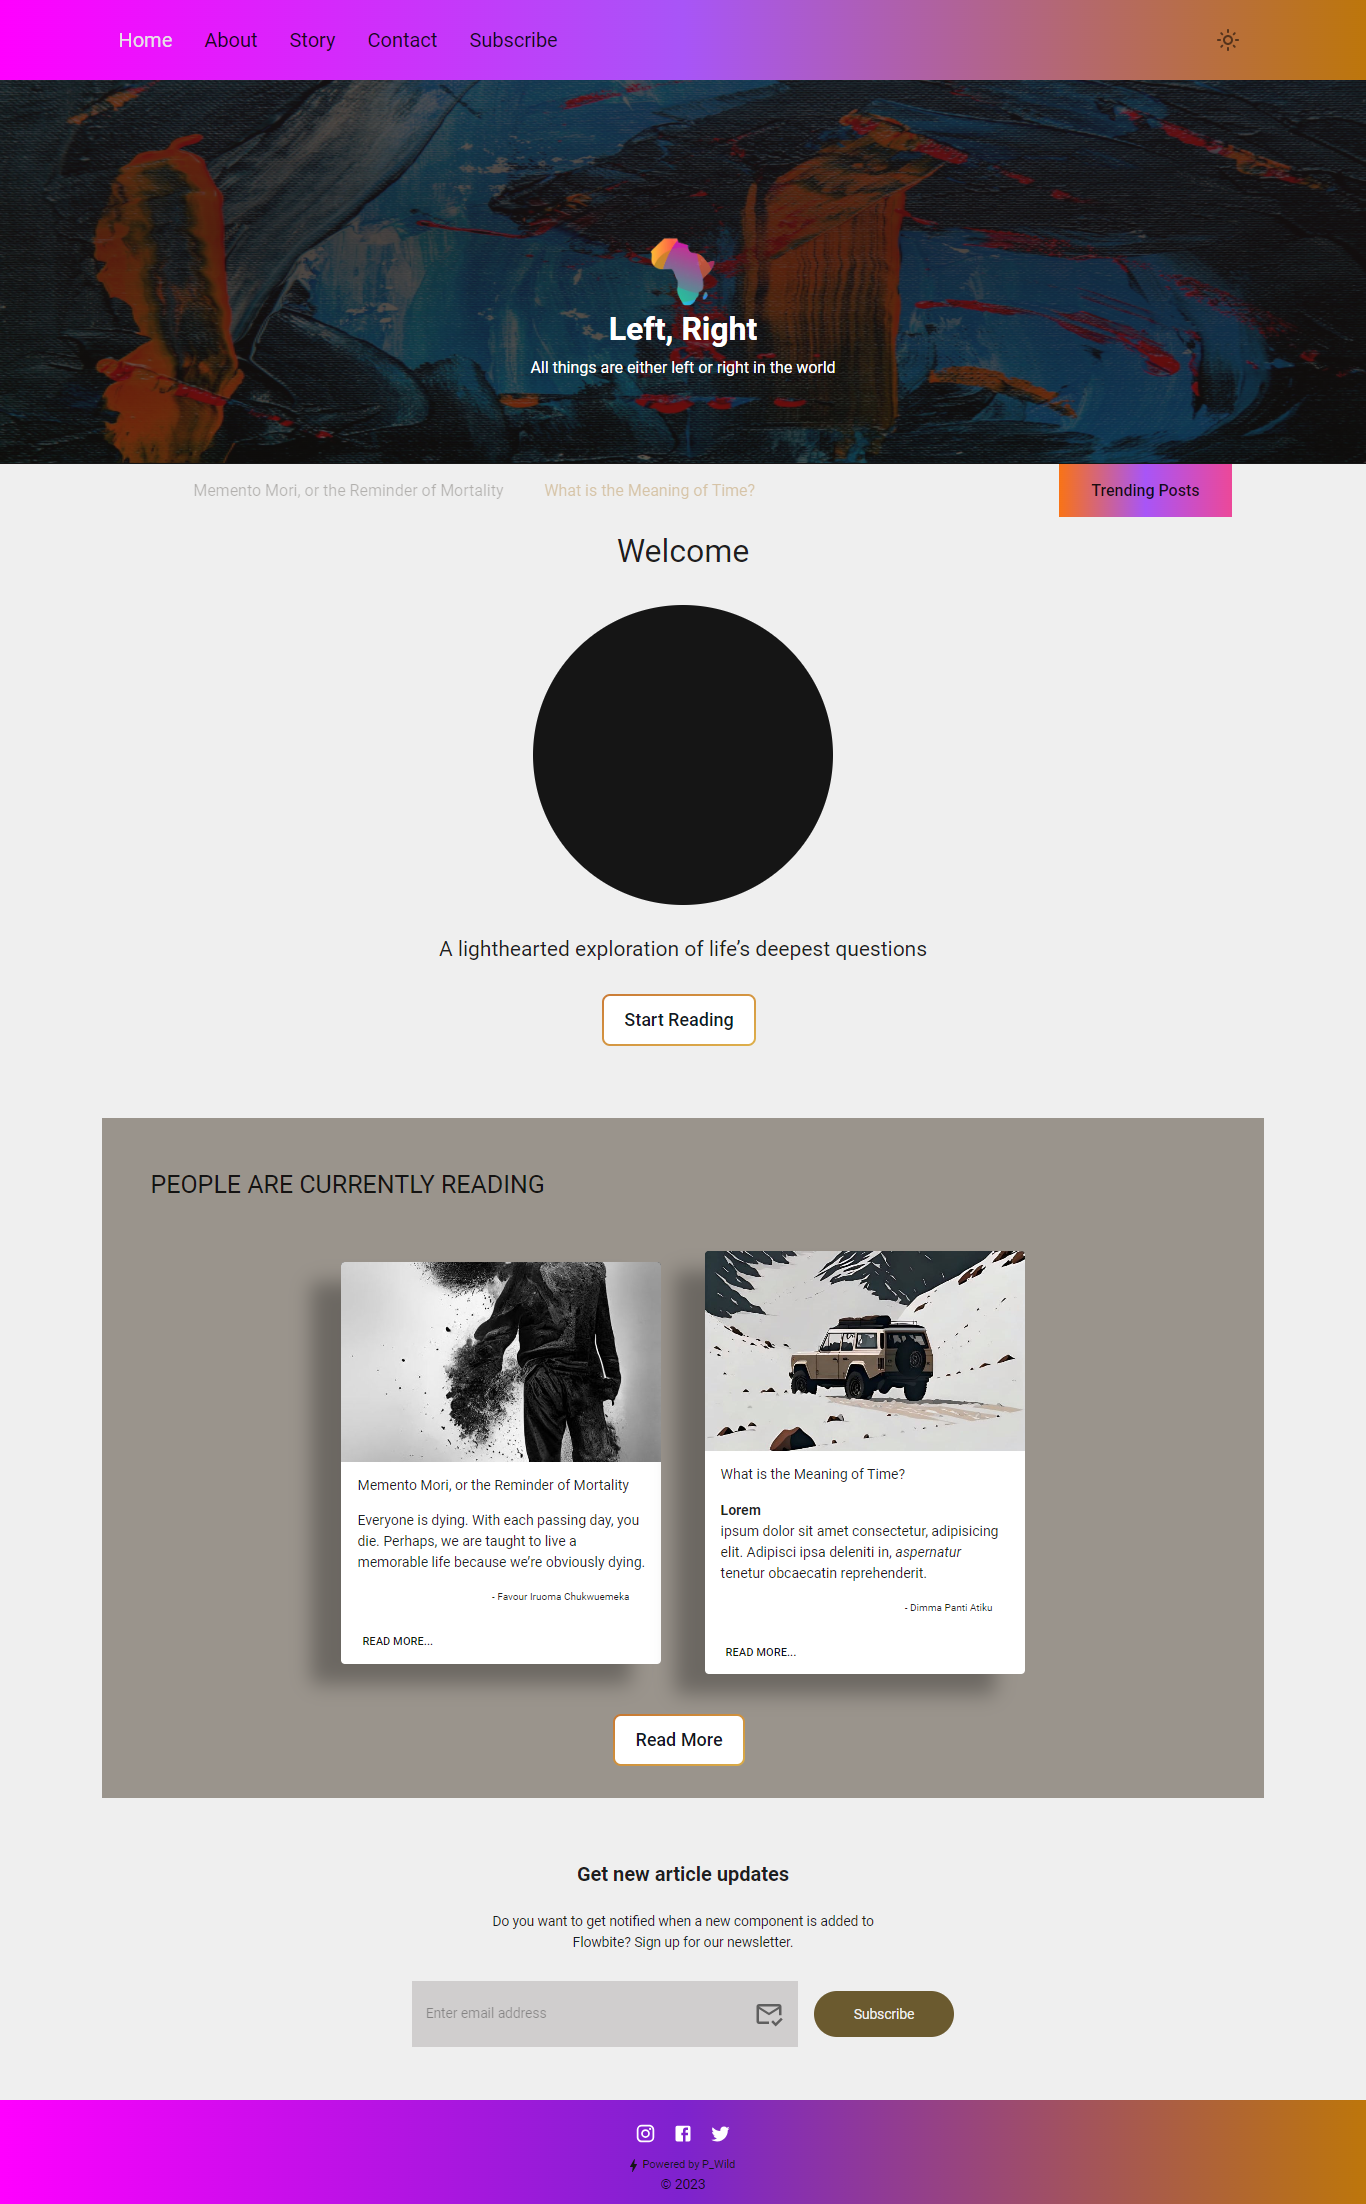 Home About Story Contact Subscribe
Left, Right
All things are either left or right in the world
Memento Mori, or the Reminder of Mortality What is the Meaning of Time? Trending Posts
Welcome
A lighthearted exploration of life’s deepest questions
Start Reading
PEOPLE ARE CURRENTLY READING
Memento Mori, or the Reminder of Mortality
Everyone is dying. With each passing day, you
die. Perhaps, we are taught to live a
memorable life because we’re obviously dying.
- Favour Iruoma Chukwuemeka
READ MORE...
What is the Meaning of Time?
Lorem
ipsum dolor sit amet consectetur, adipisicing
elit. Adipisci ipsa deleniti in, aspernatur
tenetur obcaecatin reprehenderit.
- Dimma Panti Atiku
READ MORE...
Read More
Get new article updates
Do you want to get notified when a new component is added to
Flowbite? Sign up for our newsletter.
Enter email address Subscribe
Powered by P_Wild
© 2023